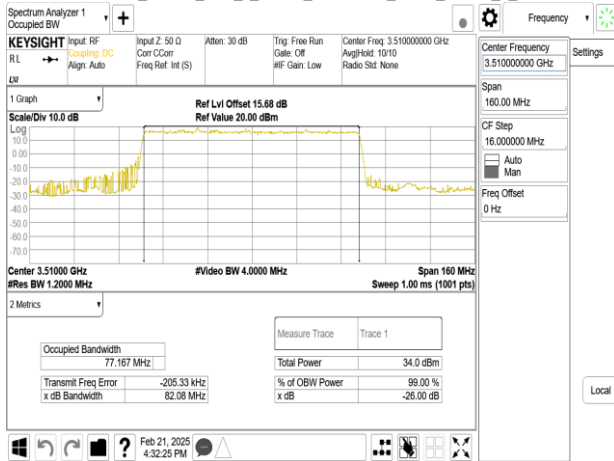 Spectrum Analyzer 1
Occupied BW
+
Frequency
KEYSIGHT
RL
LXI
Input: RF
Coupling: DC
Align: Auto
Input Z: 50 Ω
Corr CCorr
Freq Ref: Int (S)
Atten: 30 dB
Trig: Free Run
Gate: Off
#IF Gain: Low
Center Freq: 3.510000000 GHz
Avg|Hold: 10/10
Radio Std: None
Center Frequency
3.510000000 GHz
Settings
Span
160.00 MHz
CF Step
16.000000 MHz
Auto
Man
Freq Offset
0 Hz
Local
1 Graph
Scale/Div 10.0 dB
Ref Lvl Offset 15.68 dB
Ref Value 20.00 dBm
Log
10.0
0.00
-10.0
-20.0
-30.0
-40.0
-50.0
-60.0
-70.0
Center 3.51000 GHz
#Video BW 4.0000 MHz
Span 160 MHz
#Res BW 1.2000 MHz
Sweep 1.00 ms (1001 pts)
2 Metrics
Measure Trace
Trace 1
Occupied Bandwidth
77.167 MHz
Total Power
34.0 dBm
Transmit Freq Error
-205.33 kHz
% of OBW Power
99.00 %
x dB Bandwidth
82.08 MHz
x dB
-26.00 dB
?
Feb 21, 2025
4:32:25 PM